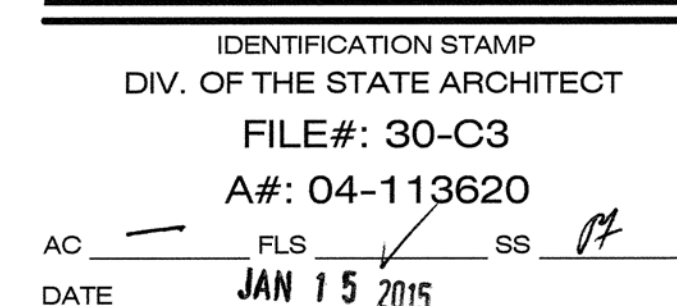 IDENTIFICATION STAMP
DIV. OF THE STATE ARCHITECT
FILE#: 30-C3
A#: 04-113620
AC — FLS ✓ SS
DATE JAN 15 2015